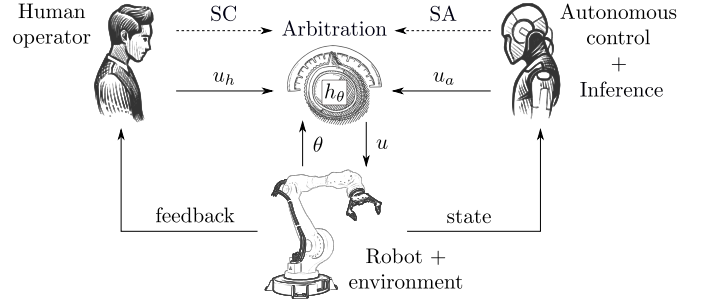 Human
operator
SC
Arbitration
SA
Autonomous
control
+
Inference
u_h
h_θ
u_a
θ
u
feedback
state
Robot +
environment